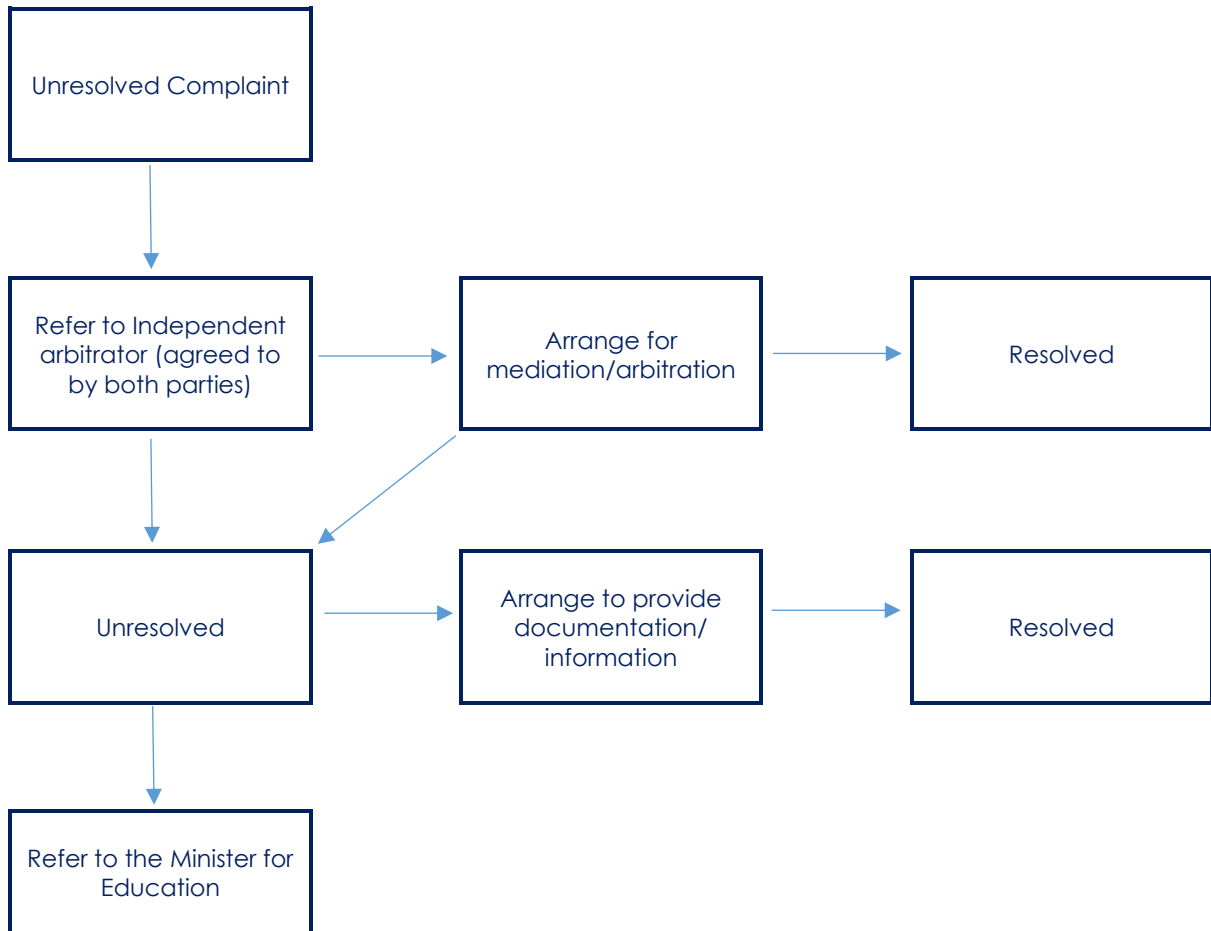 Unresolved Complaint
Refer to Independent
arbitrator (agreed to
by both parties)
Arrange for
mediation/arbitration
Resolved
Unresolved
Arrange to provide
documentation/
information
Resolved
Refer to the Minister for
Education